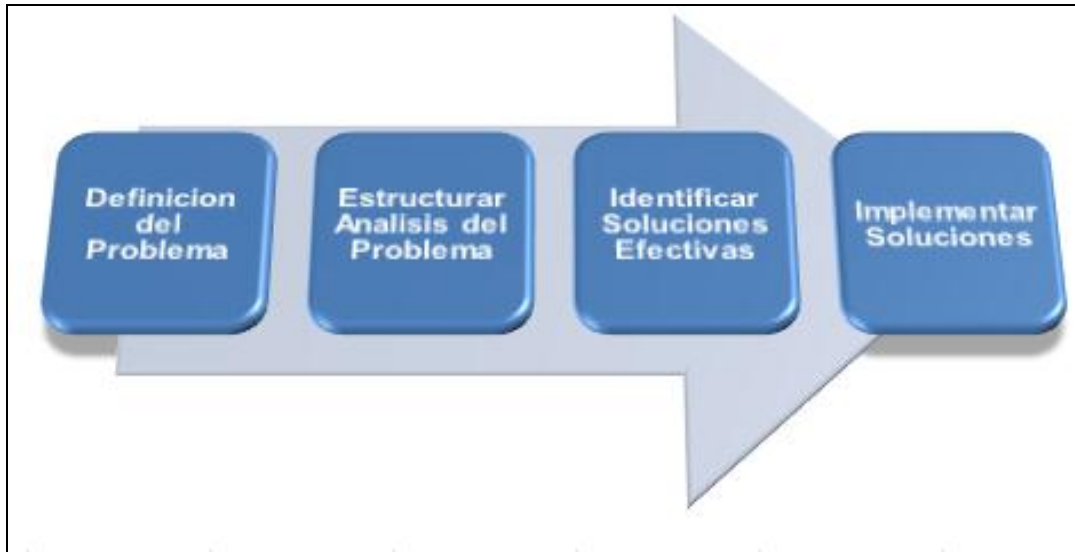 Definicion
del
Problema
Estructurar
Analisis del
Problema
Identificar
Soluciones
Efectivas
Implementar
Soluciones